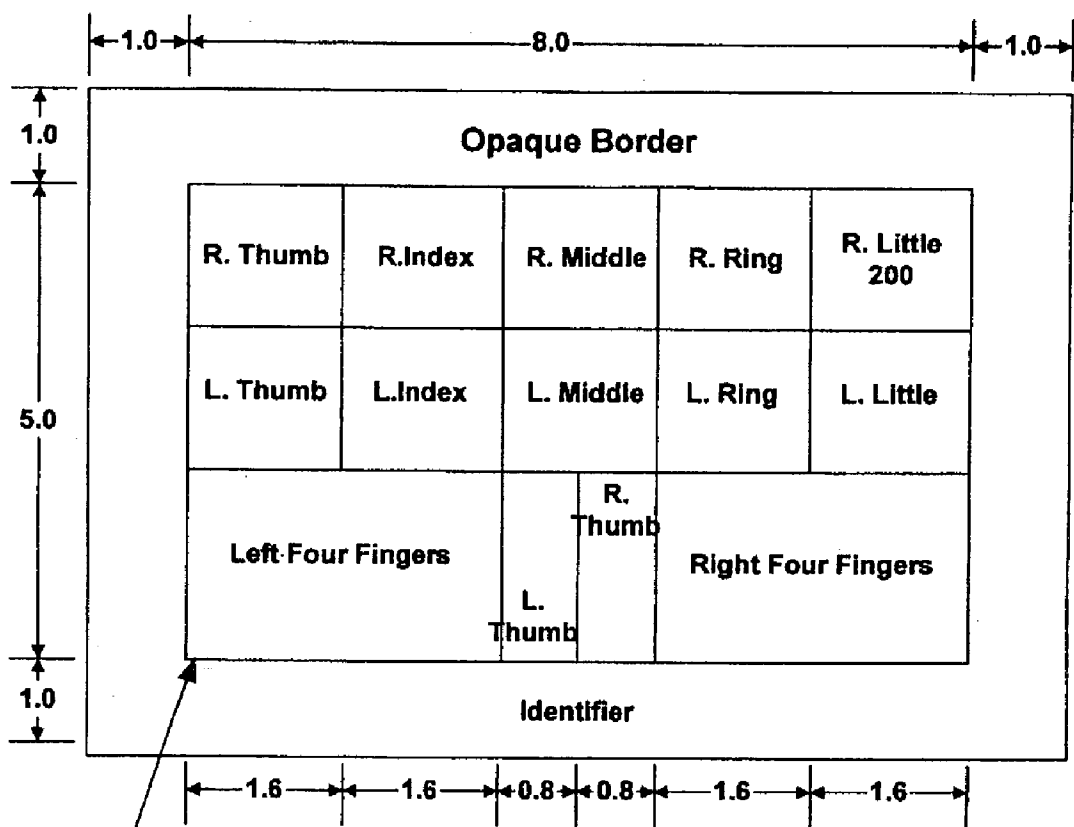 1.0 8.0 1.0
1.0
Opaque Border
R. Thumb R.Index R. Middle R. Ring R. Little
200
5.0
L. Thumb L.Index L. Middle L. Ring L. Little
R.
Thumb
Left Four Fingers
Right Four Fingers
L.
Thumb
1.0
Identifier
1.6 1.6 0.8 0.8 1.6 1.6